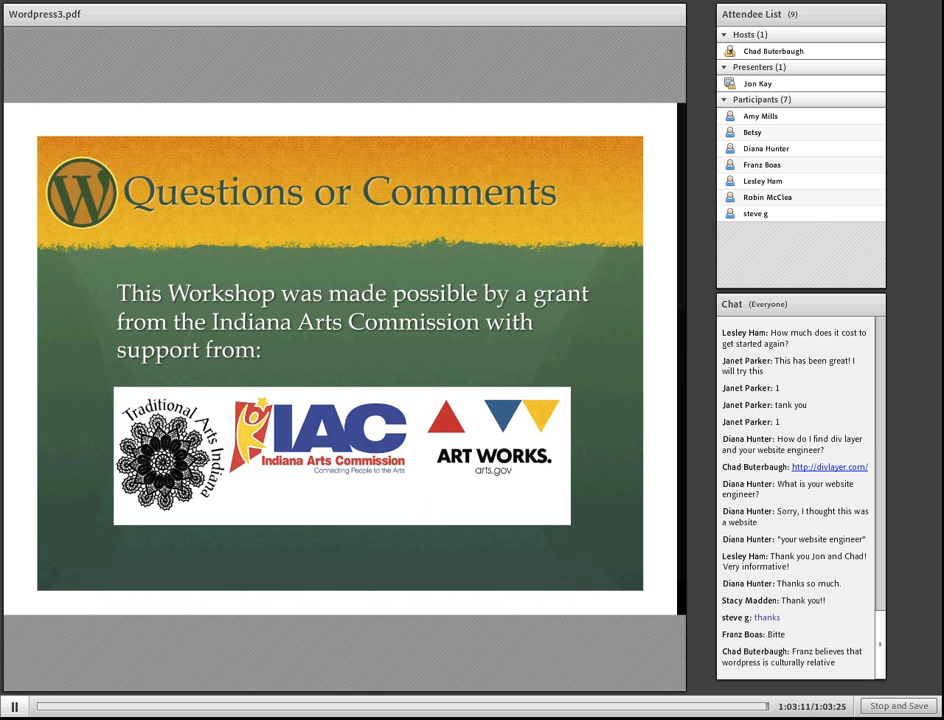 Wordpress3.pdf
W Questions or Comments
This Workshop was made possible by a grant
from the Indiana Arts Commission with
support from:
Traditional Arts Indiana
IAC
Indiana Arts Commission
Connecting People to the Arts
ART WORKS.
arts.gov
Attendee List (9)
Hosts (1)
Chad Buterbaugh
Presenters (1)
Jon Kay
Participants (7)
Amy Mills
Betsy
Diana Hunter
Franz Boas
Lesley Ham
Robin McClea
steve g
Chat (Everyone)
Lesley Ham: How much does it cost to
get started again?
Janet Parker: This has been great! I
will try this
Janet Parker: 1
Janet Parker: tank you
Janet Parker: 1
Diana Hunter: How do I find div layer
and your website engineer?
Chad Buterbaugh: http://divlayer.com/
Diana Hunter: What is your website
engineer?
Diana Hunter: Sorry, I thought this was
a website
Diana Hunter: "your website engineer"
Lesley Ham: Thank you Jon and Chad!
Very informative!
Diana Hunter: Thanks so much.
Stacy Madden: Thank you!!
steve g: thanks
Franz Boas: Bitte
Chad Buterbaugh: Franz believes that
wordpress is culturally relative
1:03:11/1:03:25
Stop and Save